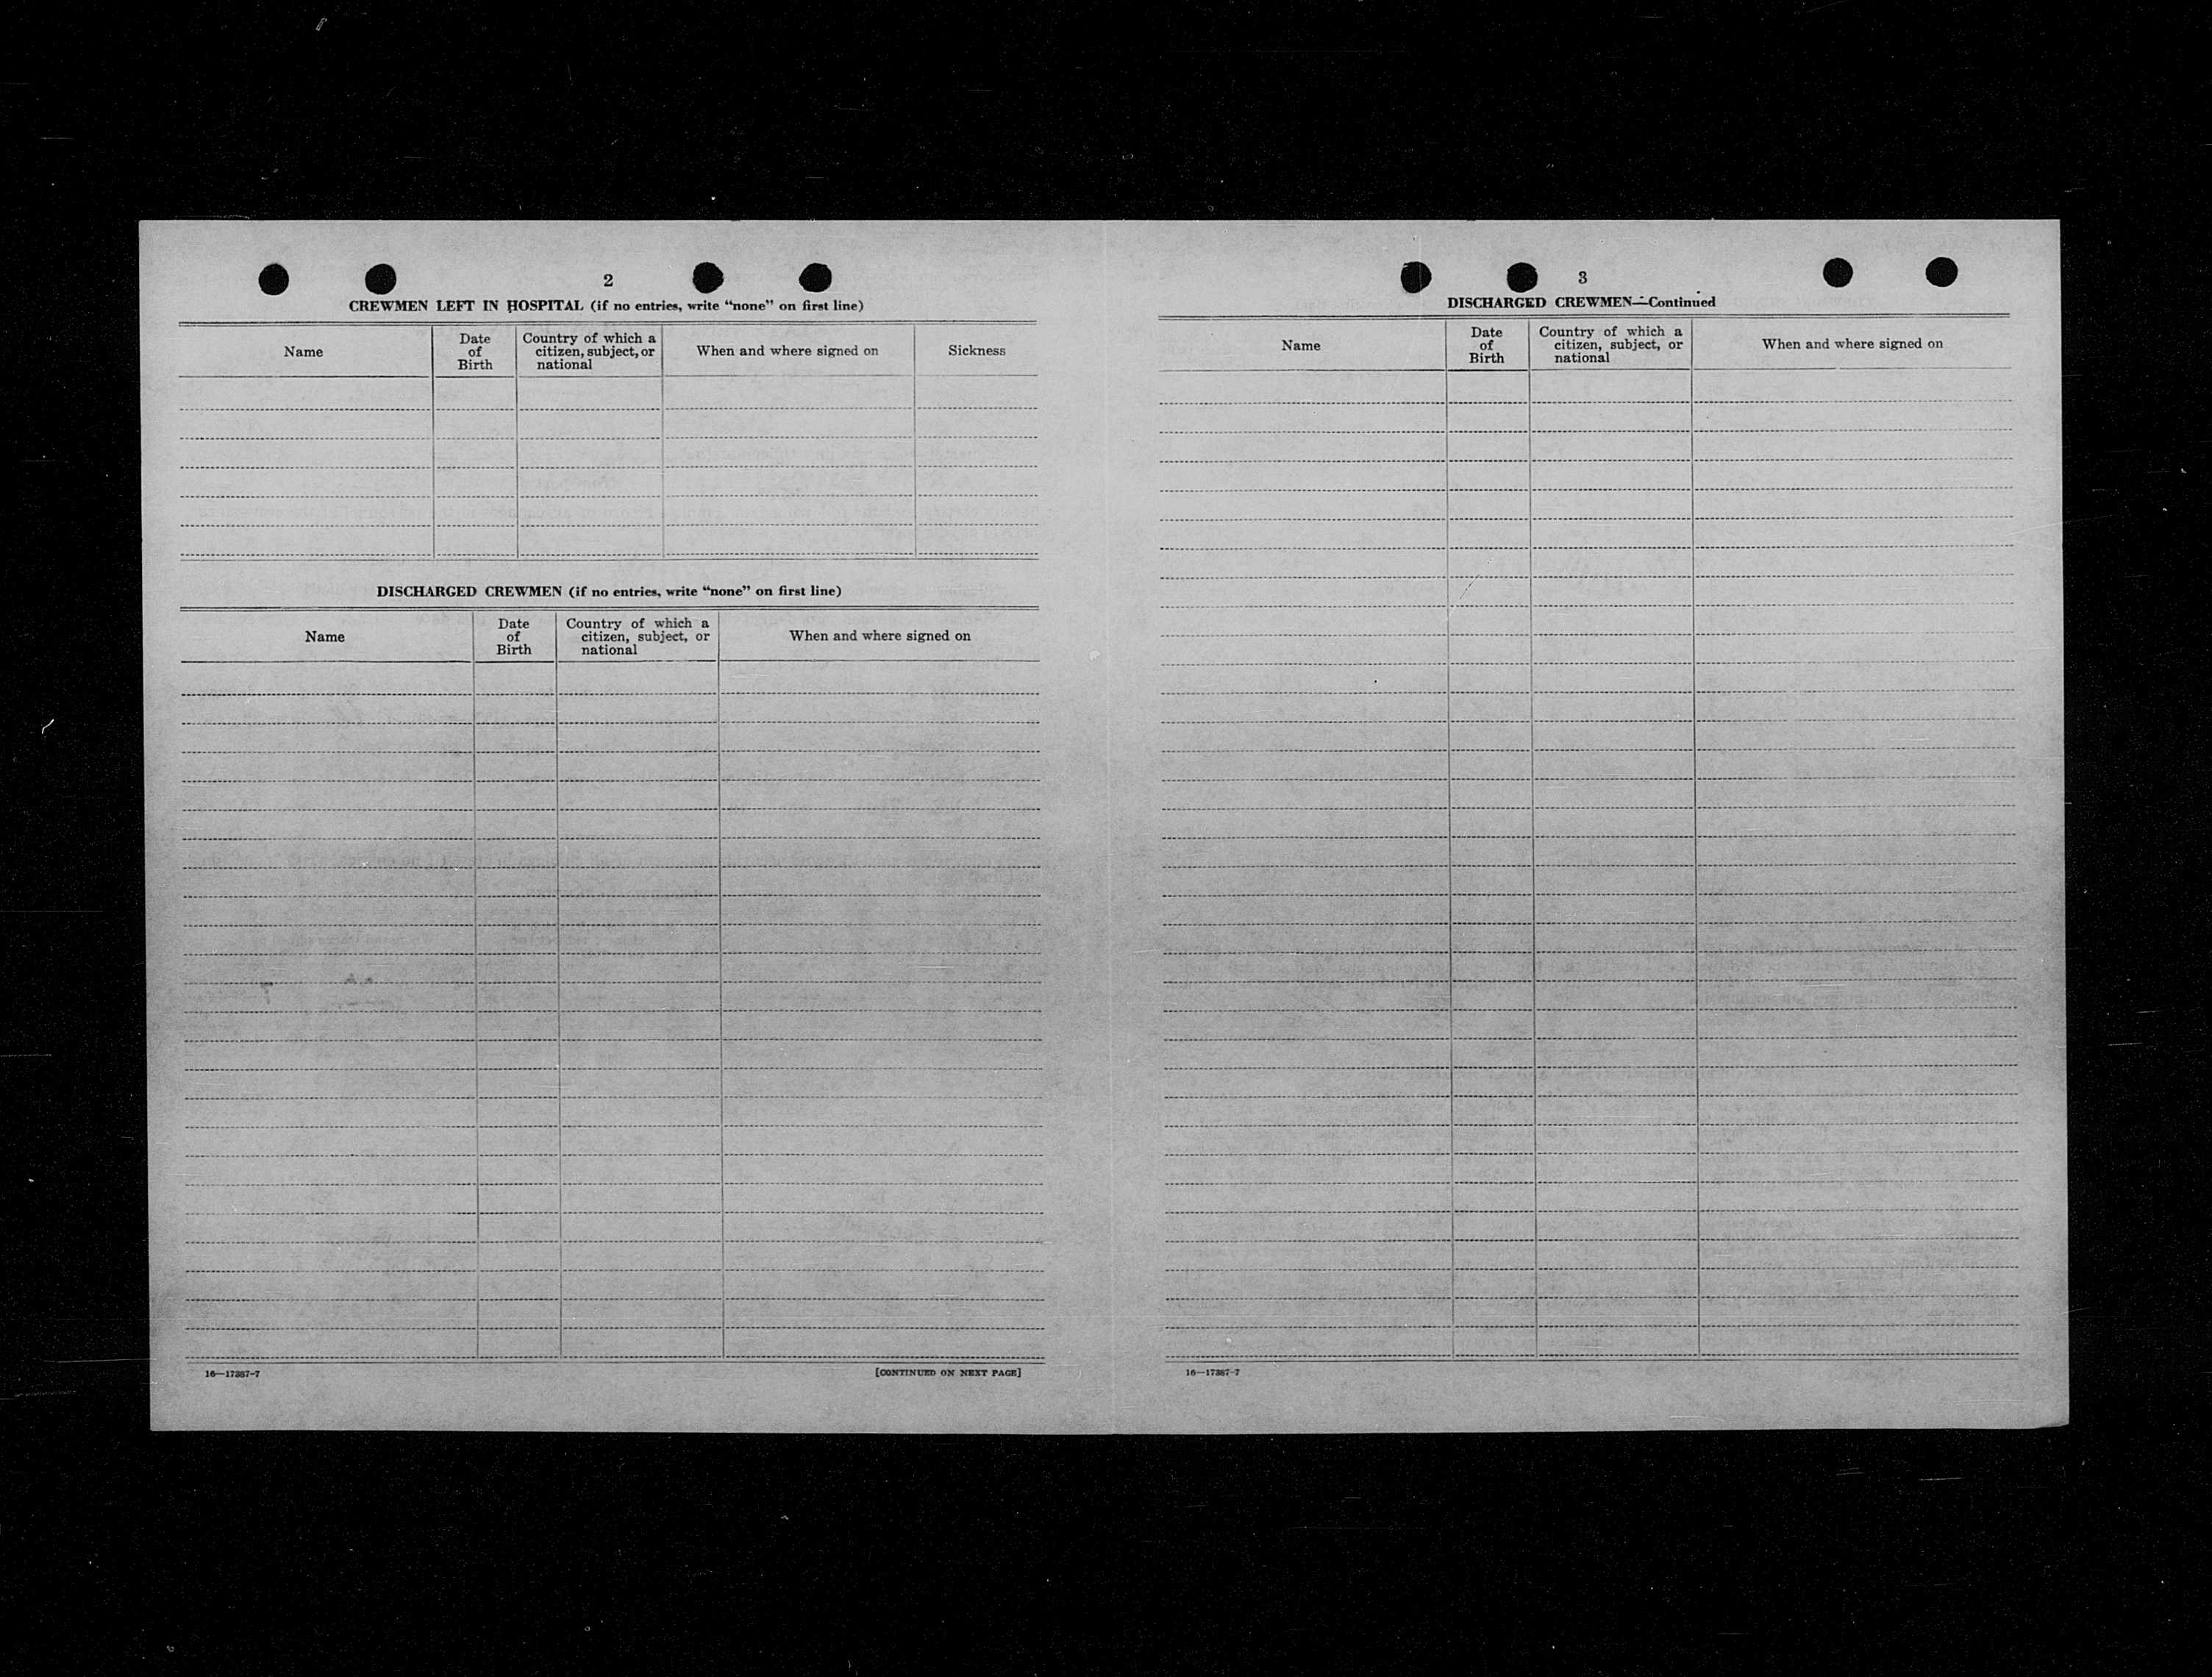 2
CREWMEN LEFT IN HOSPITAL (if no entries, write “none” on first line)
Name
Date
of
Birth
Country of which a
citizen, subject, or
national
When and where signed on
Sickness
DISCHARGED CREWMEN (if no entries, write “none” on first line)
Name
Date
of
Birth
Country of which a
citizen, subject, or
national
When and where signed on
16—17387-7
[CONTINUED ON NEXT PAGE]
3
DISCHARGED CREWMEN—Continued
Name
Date
of
Birth
Country of which a
citizen, subject, or
national
When and where signed on
16—17387-7